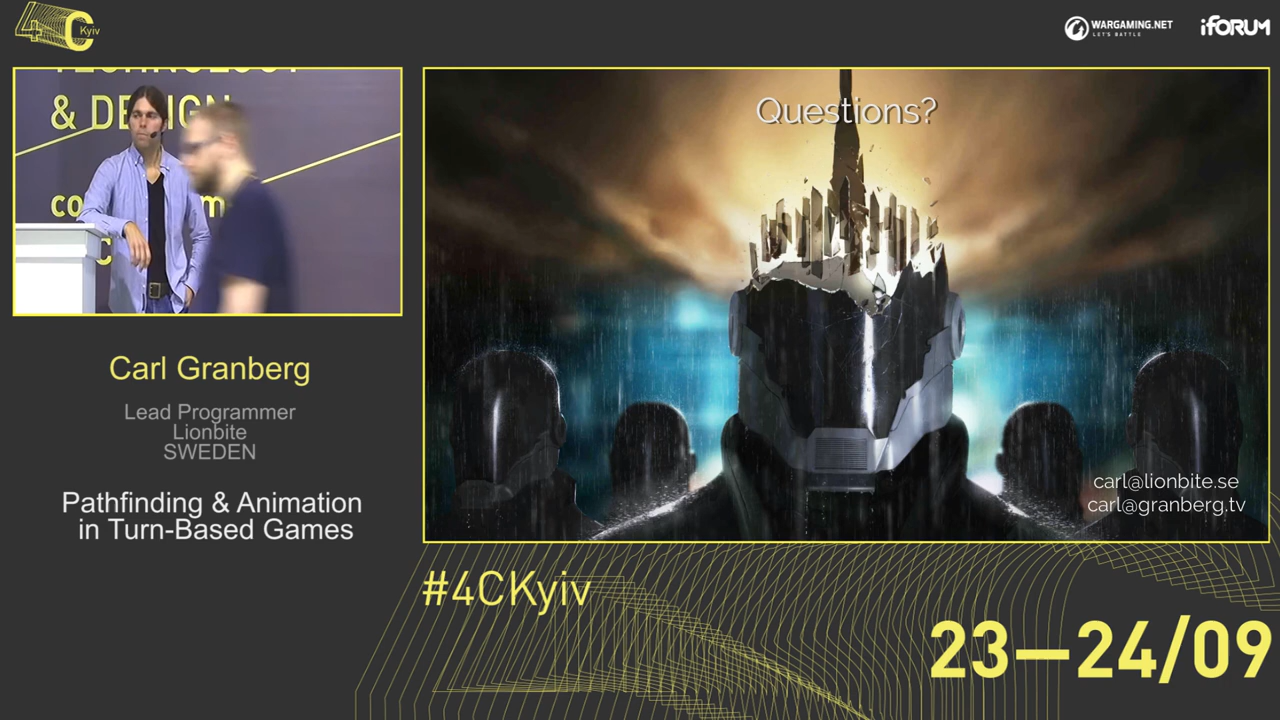 4C Kyiv
WARGAMING.NET
LET'S BATTLE
iFORUM
& DESIGN
Questions?
carl@lionbite.se
carl@granberg.tv
Carl Granberg
Lead Programmer
Lionbite
SWEDEN
Pathfinding & Animation
in Turn-Based Games
#4CKyiv
23—24/09